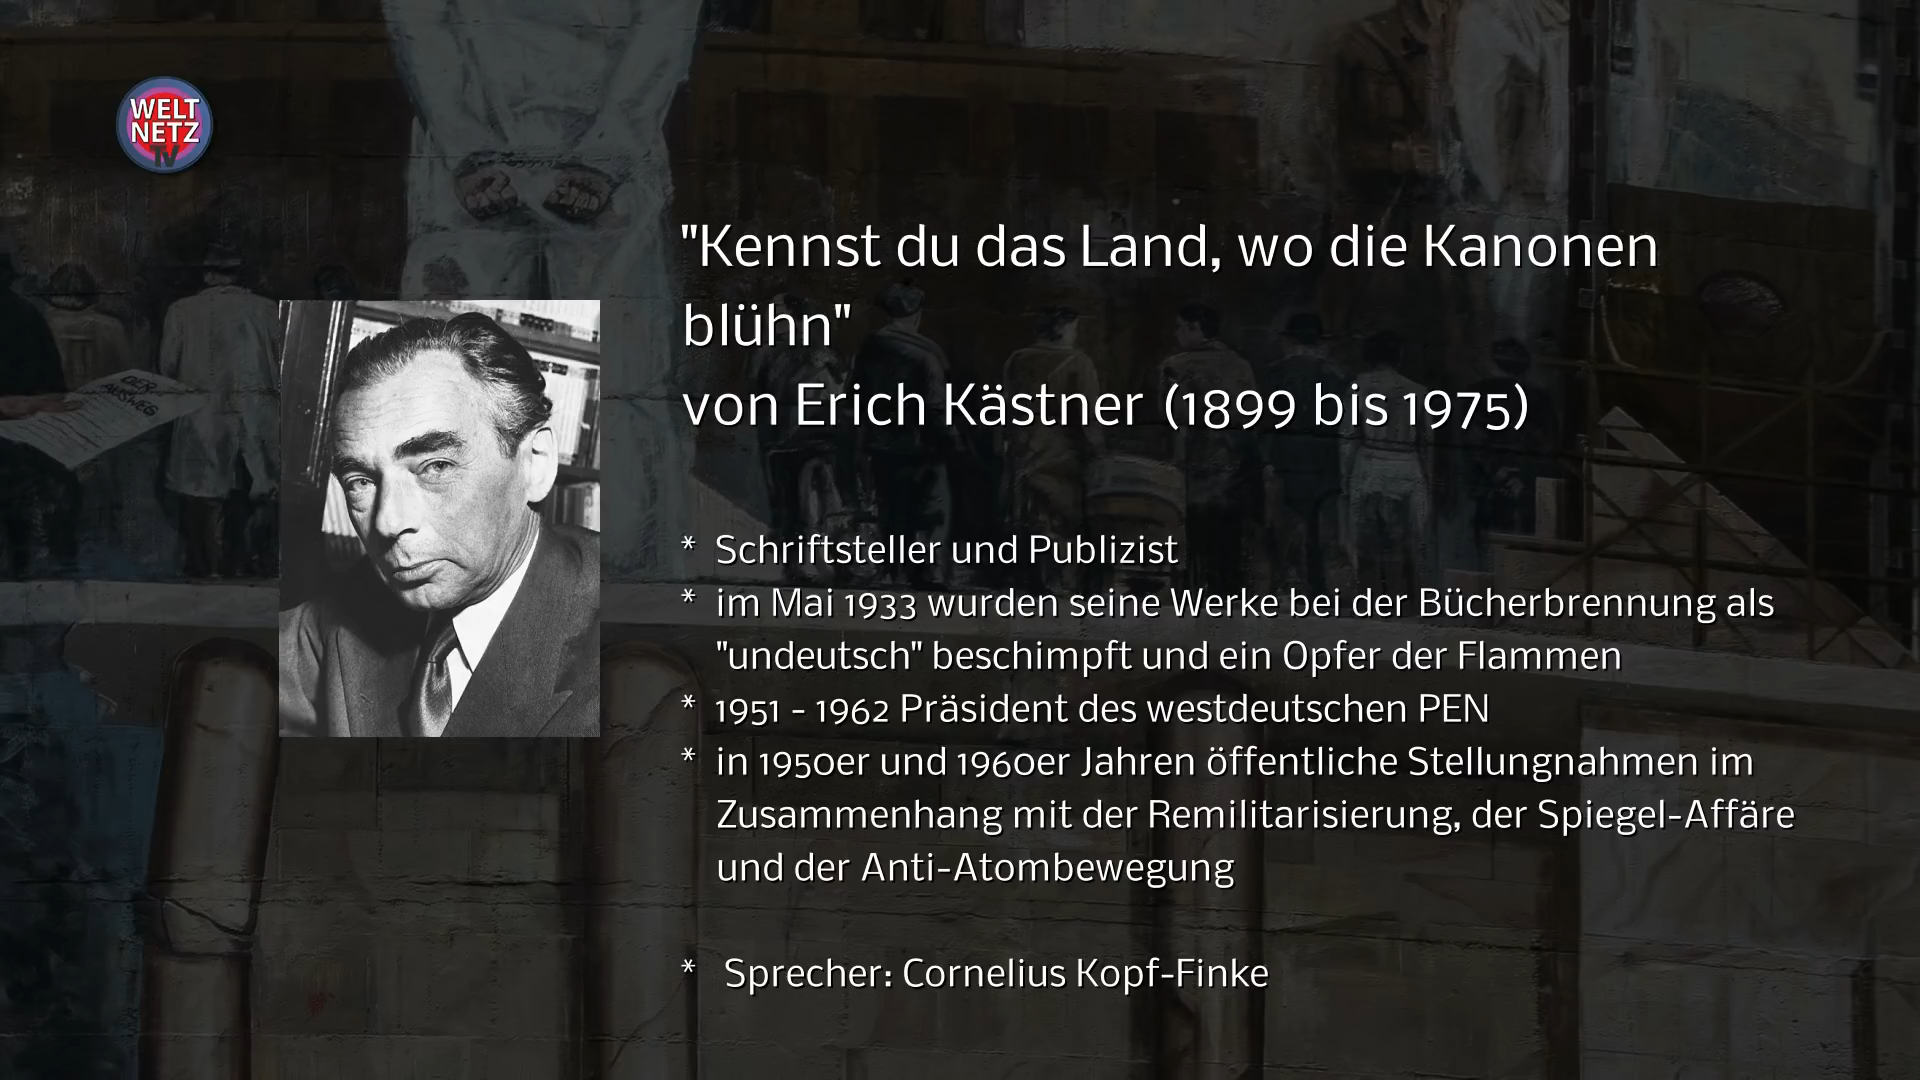 WELT
NETZ
TV
"Kennst du das Land, wo die Kanonen
blühn"
von Erich Kästner (1899 bis 1975)
DER
AUSWEG
* Schriftsteller und Publizist
* im Mai 1933 wurden seine Werke bei der Bücherbrennung als
"undeutsch" beschimpft und ein Opfer der Flammen
* 1951 - 1962 Präsident des westdeutschen PEN
* in 1950er und 1960er Jahren öffentliche Stellungnahmen im
Zusammenhang mit der Remilitarisierung, der Spiegel-Affäre
und der Anti-Atombewegung
* Sprecher: Cornelius Kopf-Finke